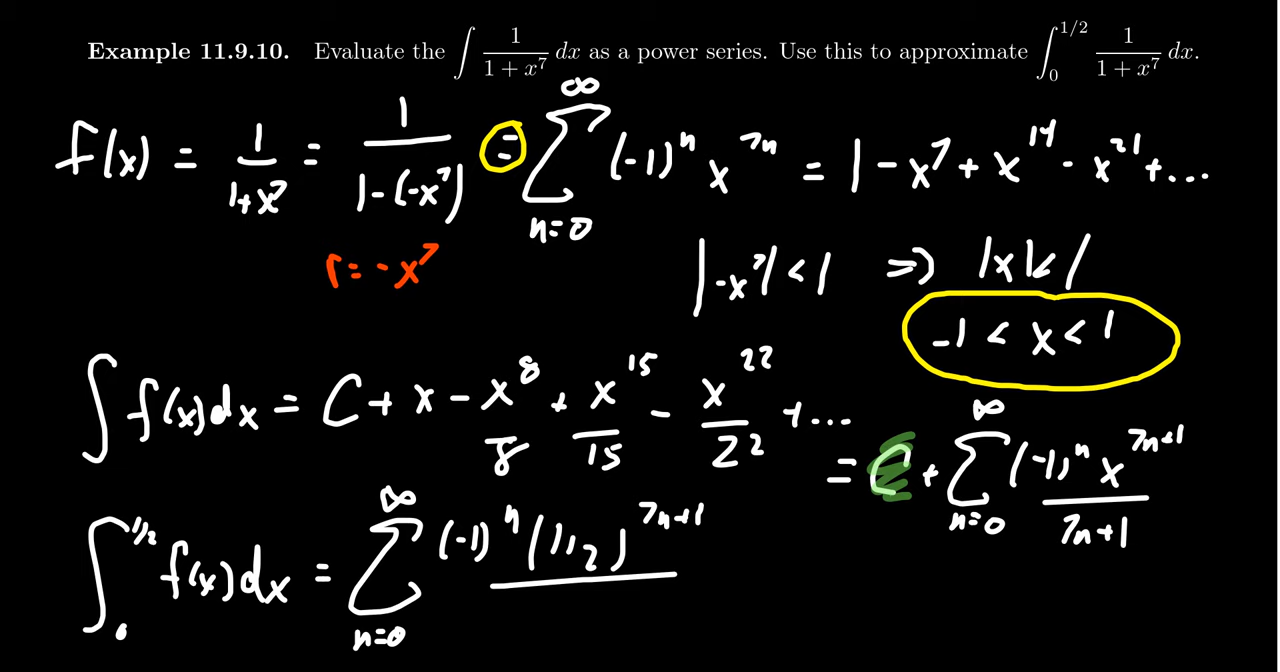 Example 11.9.10. Evaluate the ∫ 1/(1 + x^7) dx as a power series. Use this to approximate ∫_0^{1/2} 1/(1 + x^7) dx.
f(x) = 1/(1+x^7) = 1/(1-(-x^7)) = ∑_{n=0}^{∞} (-1)^n x^{7n} = 1 - x^7 + x^{14} - x^{21} + ...
r = -x^7
|-x^7| < 1 => |x| < 1
-1 < x < 1
∫ f(x)dx = C + x - x^8/8 + x^{15}/15 - x^{22}/22 + ...
= C + ∑_{n=0}^{∞} (-1)^n x^{7n+1}/(7n+1)
∫_0^{1/2} f(x)dx = ∑_{n=0}^{∞} (-1)^n (1/2)^{7n+1}